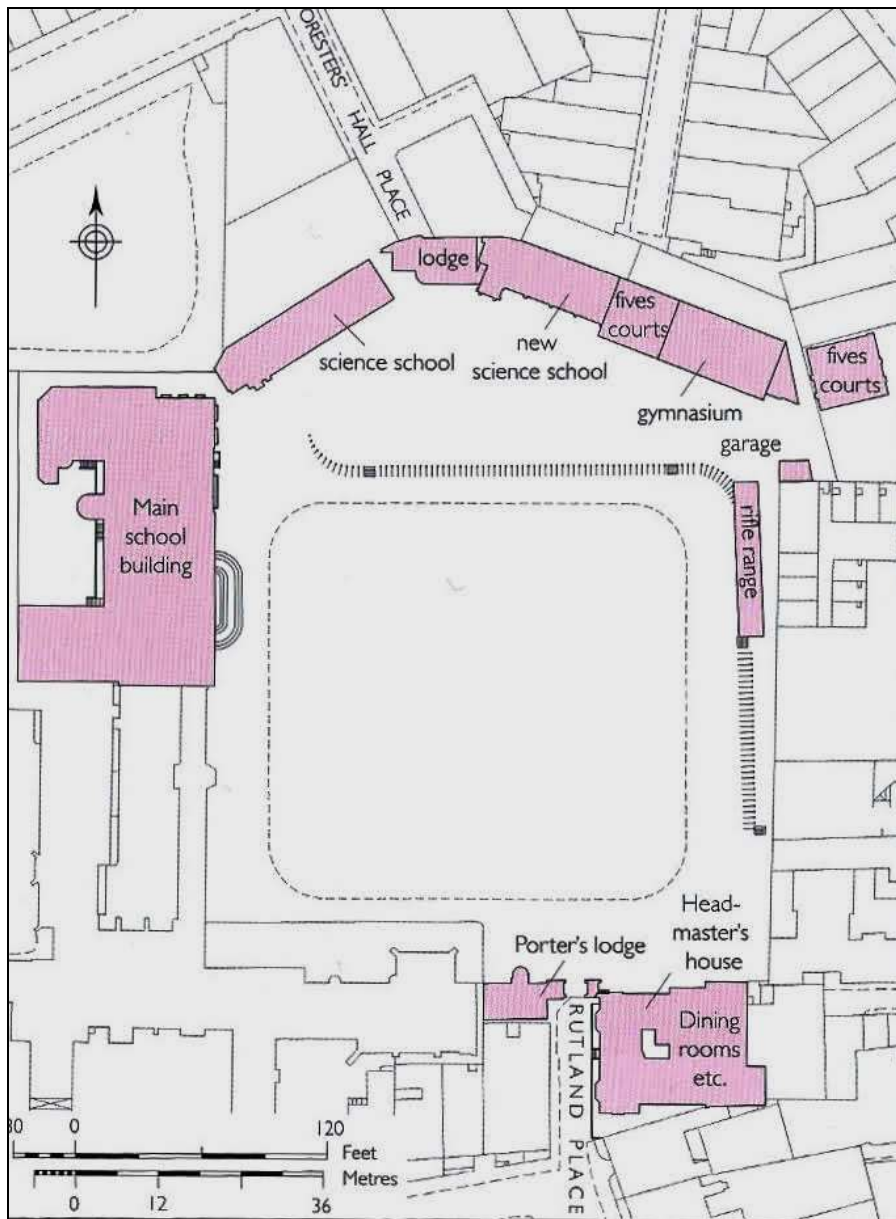 ORESTERS' HALL PLACE
lodge
fives
courts
new
science school
science school
fives
courts
gymnasium
garage
rifle range
Main
school
building
Head-
master's
house
Porter's lodge
Dining
rooms
etc.
RUTLAND PLACE
30 0 120
Feet
Metres
0 12 36